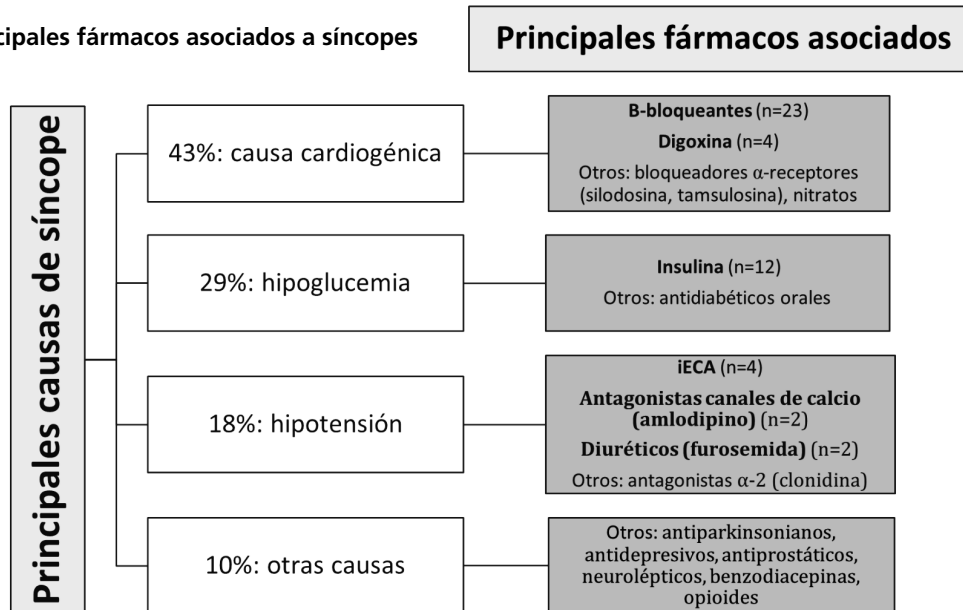 cipales fármacos asociados a síncopes
Principales fármacos asociados
Principales causas de síncope
43%: causa cardiogénica
B-bloqueantes (n=23)
Digoxina (n=4)
Otros: bloqueadores α-receptores
(silodosina, tamsulosina), nitratos
29%: hipoglucemia
Insulina (n=12)
Otros: antidiabéticos orales
18%: hipotensión
iECA (n=4)
Antagonistas canales de calcio
(amlodipino) (n=2)
Diuréticos (furosemida) (n=2)
Otros: antagonistas α-2 (clonidina)
10%: otras causas
Otros: antiparkinsonianos,
antidepresivos, antiprostáticos,
neurolépticos, benzodiacepinas,
opioides